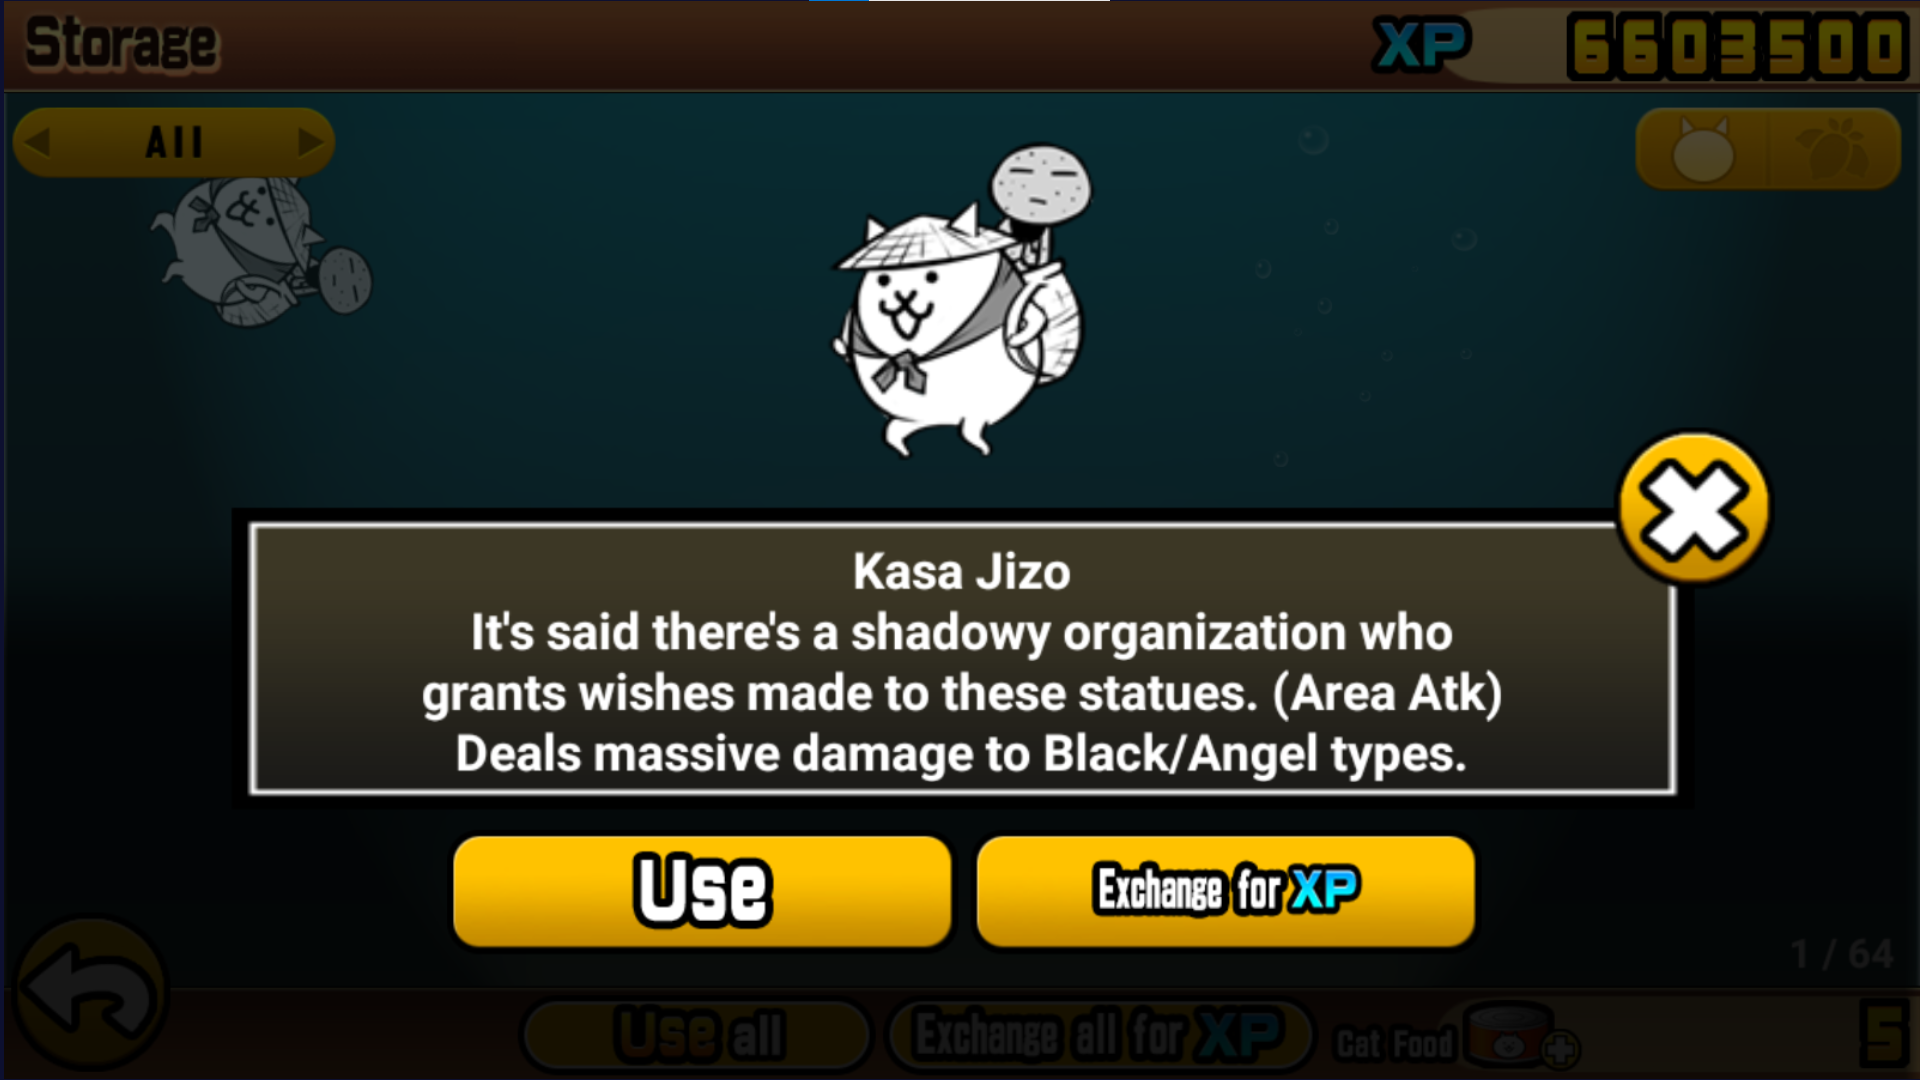 Storage
XP 6603500
All
Kasa Jizo
It's said there's a shadowy organization who
grants wishes made to these statues. (Area Atk)
Deals massive damage to Black/Angel types.
Use
Exchange for XP
1 / 64
Use all
Exchange all for XP
Cat Food
5